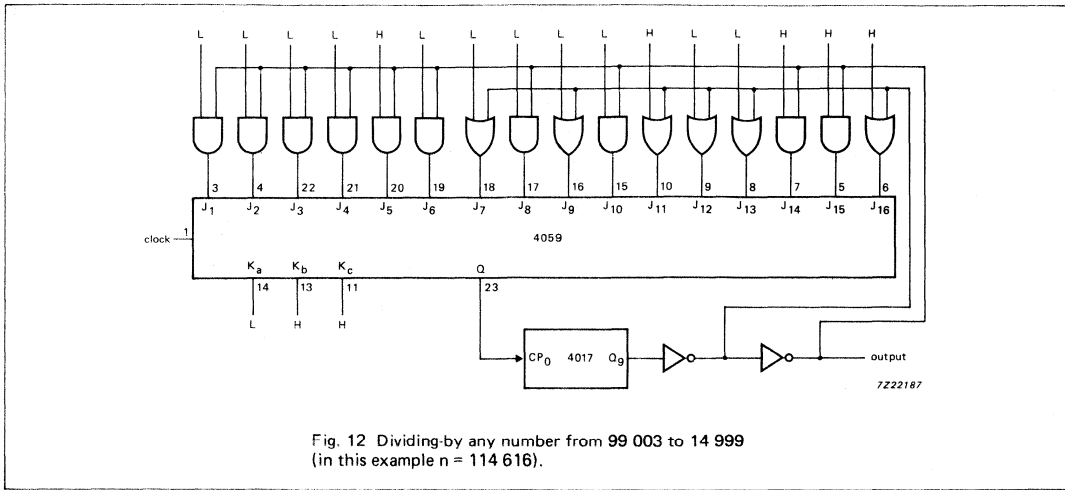 L L L L H L L L L L H L L H H H
3 4 22 21 20 19 18 17 16 15 10 9 8 7 5 6
J1 J2 J3 J4 J5 J6 J7 J8 J9 J10 J11 J12 J13 J14 J15 J16
clock 1
4059
Ka Kb Kc Q
14 13 11 23
L H H
CP0 4017 Q9
output
7Z22187
Fig. 12 Dividing-by any number from 99 003 to 14 999
(in this example n = 114 616).